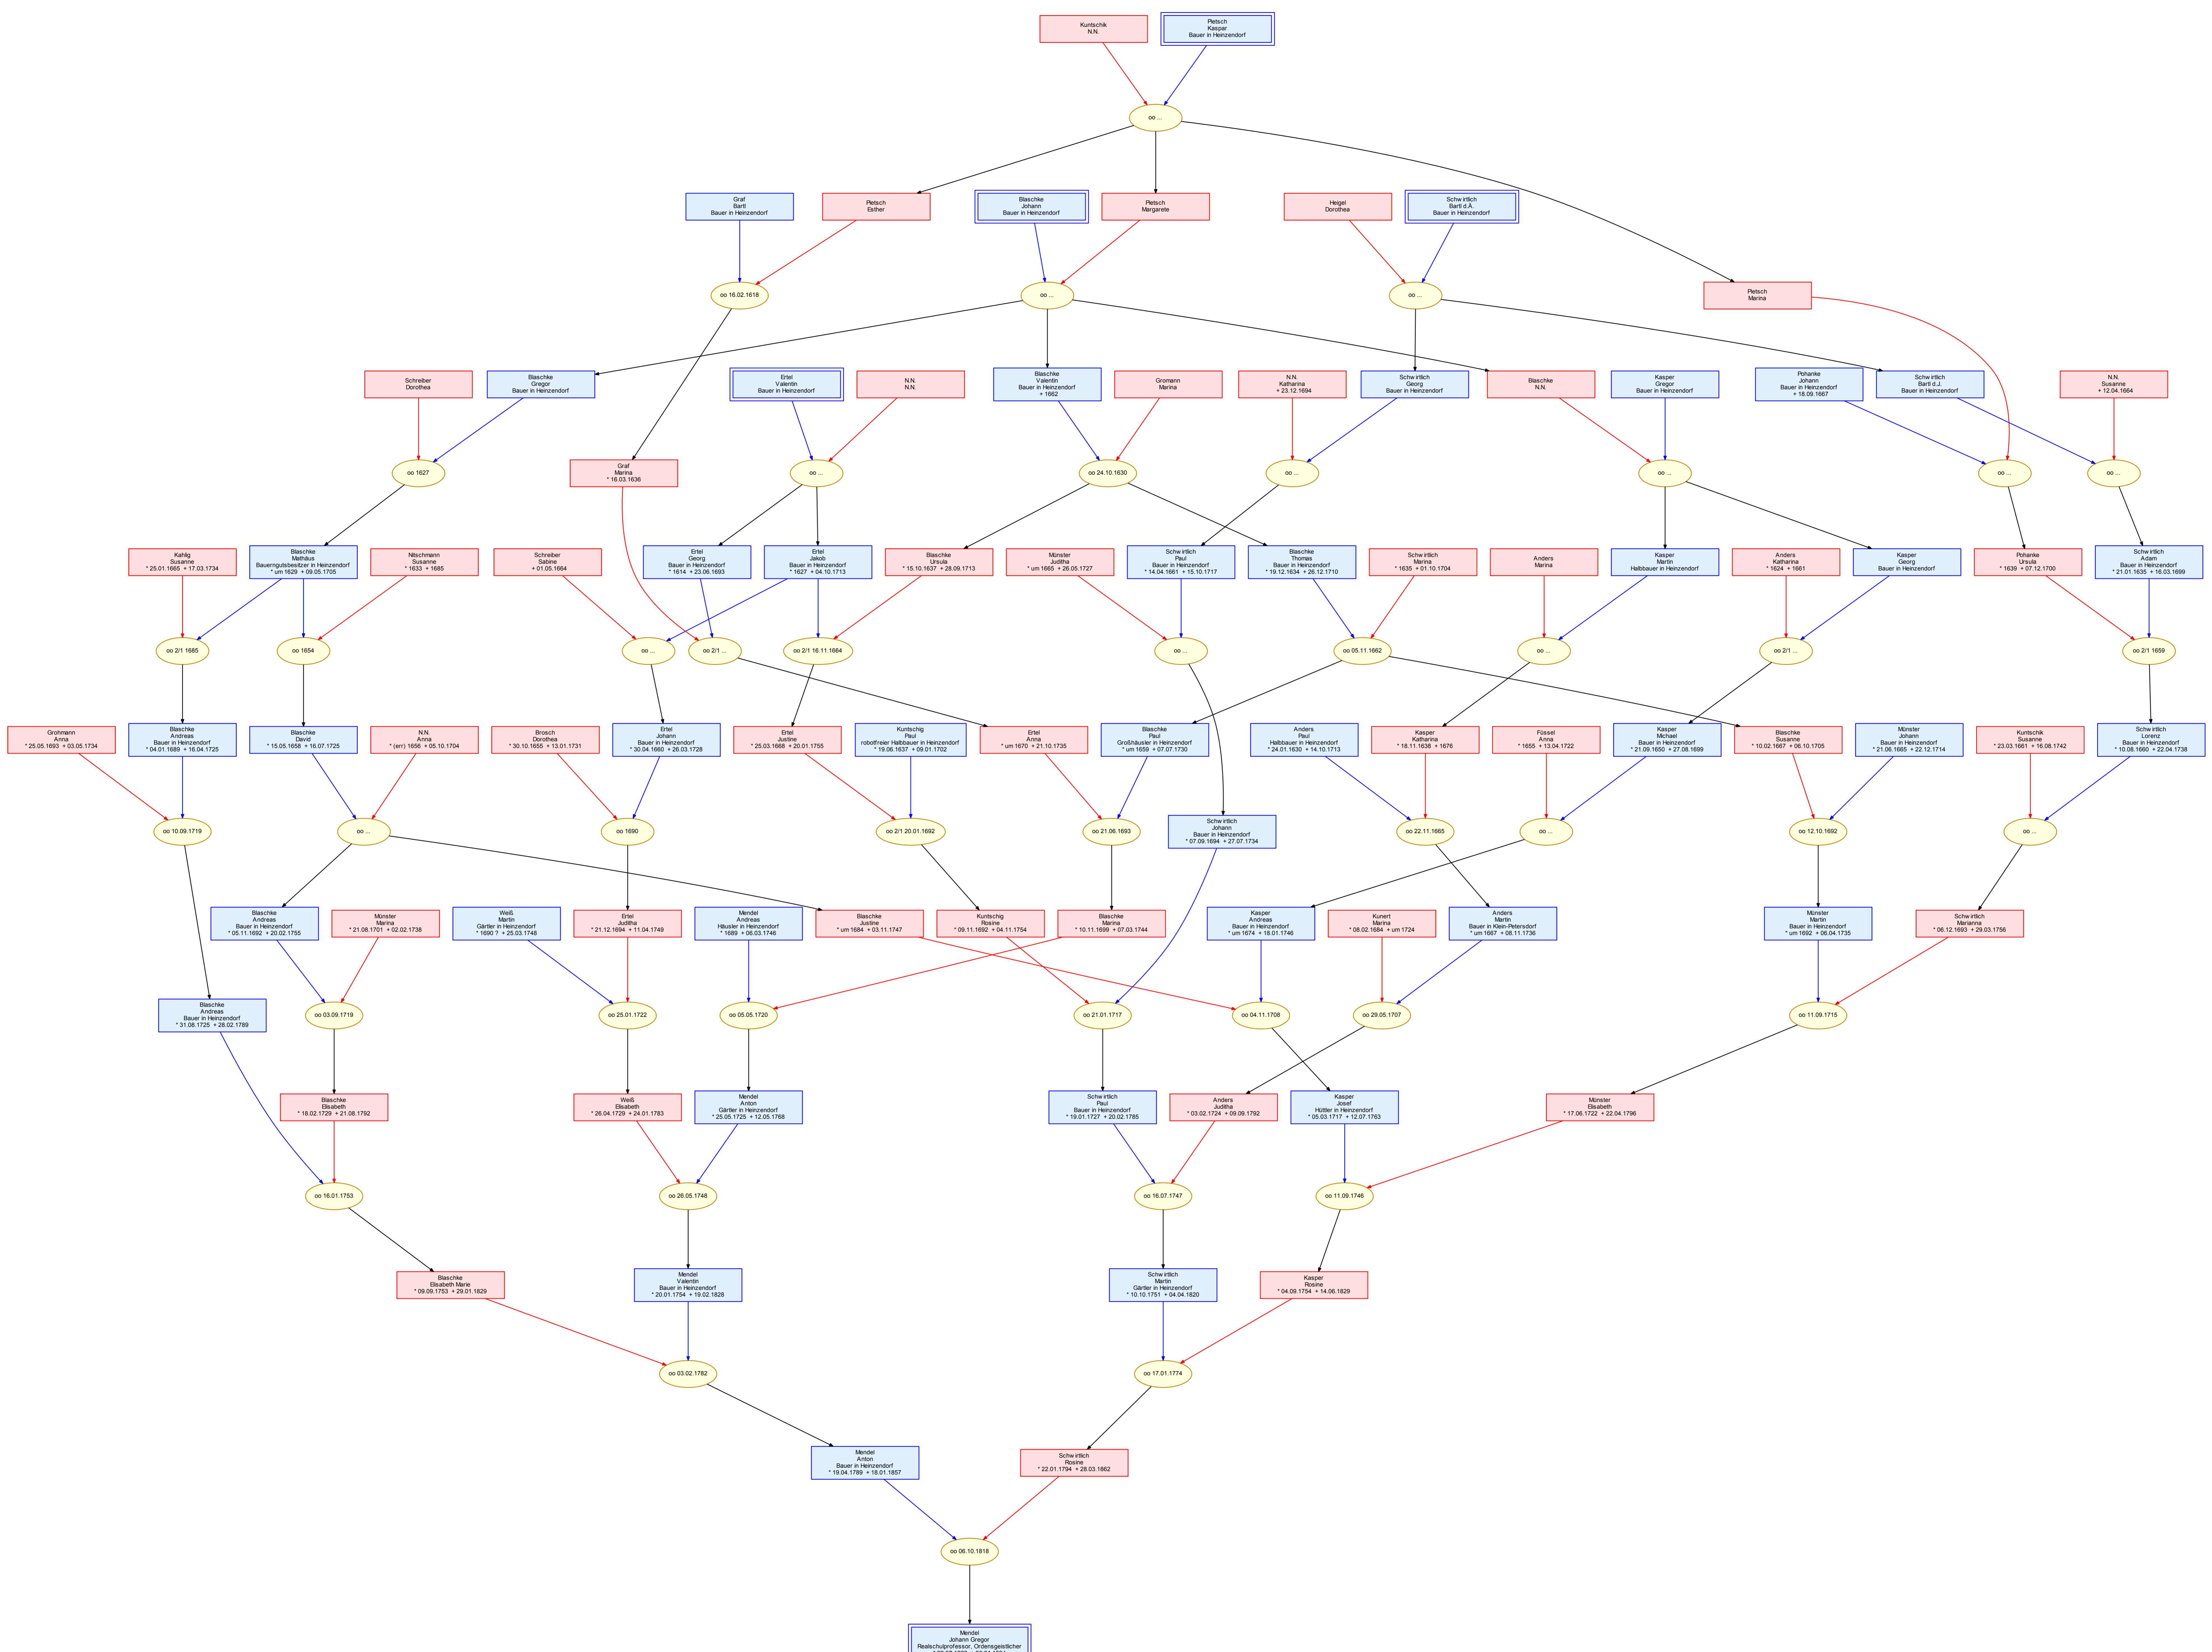 Kuntschik
N.N.
Pietsch
Kaspar
Bauer in Heinzendorf
oo ...
Graf
Bartl
Bauer in Heinzendorf
Pietsch
Esther
Blaschke
Johann
Bauer in Heinzendorf
Pietsch
Margarete
Heigel
Dorothea
Schwirtlich
Bartl d.Ä.
Bauer in Heinzendorf
oo 16.02.1618
oo ...
oo ...
Pietsch
Marina
Schreiber
Dorothea
Blaschke
Gregor
Bauer in Heinzendorf
Ertel
Valentin
Bauer in Heinzendorf
N.N.
N.N.
Blaschke
Valentin
Bauer in Heinzendorf
+ 1662
Gromann
Marina
N.N.
Katharina
+ 23.12.1694
Schwirtlich
Georg
Bauer in Heinzendorf
Blaschke
N.N.
Kasper
Gregor
Bauer in Heinzendorf
Pohanke
Johann
Bauer in Heinzendorf
+ 18.09.1667
Schwirtlich
Bartl d.J.
Bauer in Heinzendorf
N.N.
Susanne
+ 12.04.1664
oo 1627
Graf
Marina
* 16.03.1636
oo ...
oo 24.10.1630
oo ...
oo ...
oo ...
oo ...
Kahlig
Susanne
* 25.01.1665 + 17.03.1734
Blaschke
Mathäus
Bauerngutsbesitzer in Heinzendorf
* um 1629 + 09.05.1705
Nitschmann
Susanne
* 1633 + 1685
Schreiber
Sabine
+ 01.05.1664
Ertel
Georg
Bauer in Heinzendorf
* 1614 + 23.06.1693
Ertel
Jakob
Bauer in Heinzendorf
* 1627 + 04.10.1713
Blaschke
Ursula
* 15.10.1637 + 28.09.1713
Münster
Juditha
* um 1665 + 26.05.1727
Schwirtlich
Paul
Bauer in Heinzendorf
* 14.04.1661 + 15.10.1717
Blaschke
Thomas
Bauer in Heinzendorf
* 19.12.1634 + 26.12.1710
Schwirtlich
Marina
* 1635 + 01.10.1704
Anders
Marina
Kasper
Martin
Halbbauer in Heinzendorf
Anders
Katharina
* 1624 + 1661
Kasper
Georg
Bauer in Heinzendorf
Pohanke
Ursula
* 1639 + 07.12.1700
Schwirtlich
Adam
Bauer in Heinzendorf
* 21.01.1635 + 16.03.1699
oo 2/1 1685
oo 1654
oo ...
oo 2/1 ...
oo 2/1 16.11.1664
oo ...
oo 05.11.1662
oo ...
oo 2/1 ...
oo 2/1 1659
Grohmann
Anna
* 25.05.1693 + 03.05.1734
Blaschke
Andreas
Bauer in Heinzendorf
* 04.01.1689 + 16.04.1725
Blaschke
David
* 15.05.1658 + 16.07.1725
N.N.
Anna
* (err) 1656 + 05.10.1704
Brosch
Dorothea
* 30.10.1655 + 13.01.1731
Ertel
Johann
Bauer in Heinzendorf
* 30.04.1660 + 26.03.1728
Ertel
Justine
* 25.03.1668 + 20.01.1755
Kuntschig
Paul
robotfreier Halbbauer in Heinzendorf
* 19.06.1637 + 09.01.1702
Ertel
Anna
* um 1670 + 21.10.1735
Blaschke
Paul
Großhäusler in Heinzendorf
* um 1659 + 07.07.1730
Anders
Paul
Halbbauer in Heinzendorf
* 24.01.1630 + 14.10.1713
Kasper
Katharina
* 18.11.1638 + 1676
Füssel
Anna
* 1655 + 13.04.1722
Kasper
Michael
Bauer in Heinzendorf
* 21.09.1650 + 27.08.1699
Blaschke
Susanne
* 10.02.1667 + 06.10.1705
Münster
Johann
Bauer in Heinzendorf
* 21.06.1665 + 22.12.1714
Kuntschik
Susanne
* 23.03.1661 + 16.08.1742
Schwirtlich
Lorenz
Bauer in Heinzendorf
* 10.08.1660 + 22.04.1738
oo 10.09.1719
oo ...
oo 1690
oo 2/1 20.01.1692
oo 21.06.1693
Schwirtlich
Johann
Bauer in Heinzendorf
* 07.09.1694 + 27.07.1734
oo 22.11.1665
oo ...
oo 12.10.1692
oo ...
Blaschke
Andreas
Bauer in Heinzendorf
* 05.11.1692 + 20.02.1755
Münster
Marina
* 21.08.1701 + 02.02.1738
Weiß
Martin
Gärtler in Heinzendorf
* 1690 ? + 25.03.1748
Ertel
Juditha
* 21.12.1694 + 11.04.1749
Mendel
Andreas
Häusler in Heinzendorf
* 1689 + 06.03.1746
Blaschke
Justine
* um 1684 + 03.11.1747
Kuntschig
Rosine
* 09.11.1692 + 04.11.1754
Blaschke
Marina
* 10.11.1699 + 07.03.1744
Kasper
Andreas
Bauer in Heinzendorf
* um 1674 + 18.01.1746
Kunert
Marina
* 08.02.1684 + um 1724
Anders
Martin
Bauer in Klein-Petersdorf
* um 1667 + 08.11.1736
Münster
Martin
Bauer in Heinzendorf
* um 1692 + 06.04.1735
Schwirtlich
Marianna
* 06.12.1693 + 29.03.1756
Blaschke
Andreas
Bauer in Heinzendorf
* 31.08.1725 + 28.02.1789
oo 03.09.1719
oo 25.01.1722
oo 05.05.1720
oo 21.01.1717
oo 04.11.1708
oo 29.05.1707
oo 11.09.1715
Blaschke
Elisabeth
* 18.02.1729 + 21.08.1792
Weiß
Elisabeth
* 26.04.1729 + 24.01.1783
Mendel
Anton
Gärtler in Heinzendorf
* 25.05.1725 + 12.05.1768
Schwirtlich
Paul
Bauer in Heinzendorf
* 19.01.1727 + 20.02.1785
Anders
Juditha
* 03.02.1724 + 09.09.1792
Kasper
Josef
Hüttler in Heinzendorf
* 05.03.1717 + 12.07.1763
Münster
Elisabeth
* 17.06.1722 + 22.04.1796
oo 16.01.1753
oo 26.05.1748
oo 16.07.1747
oo 11.09.1746
Blaschke
Elisabeth Marie
* 09.09.1753 + 29.01.1829
Mendel
Valentin
Bauer in Heinzendorf
* 20.01.1754 + 19.02.1828
Schwirtlich
Martin
Gärtler in Heinzendorf
* 10.10.1751 + 04.04.1820
Kasper
Rosine
* 04.09.1754 + 14.06.1829
oo 03.02.1782
oo 17.01.1774
Mendel
Anton
Bauer in Heinzendorf
* 19.04.1789 + 18.01.1857
Schwirtlich
Rosine
* 22.01.1794 + 28.03.1862
oo 06.10.1818
Mendel
Johann Gregor
Realschulprofessor, Ordensgeistlicher